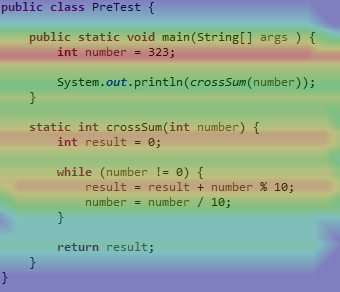 public class PreTest {
public static void main(String[] args ) {
int number = 323;
System.out.println(crossSum(number));
}
static int crossSum(int number) {
int result = 0;
while (number != 0) {
result = result + number % 10;
number = number / 10;
}
return result;
}
}